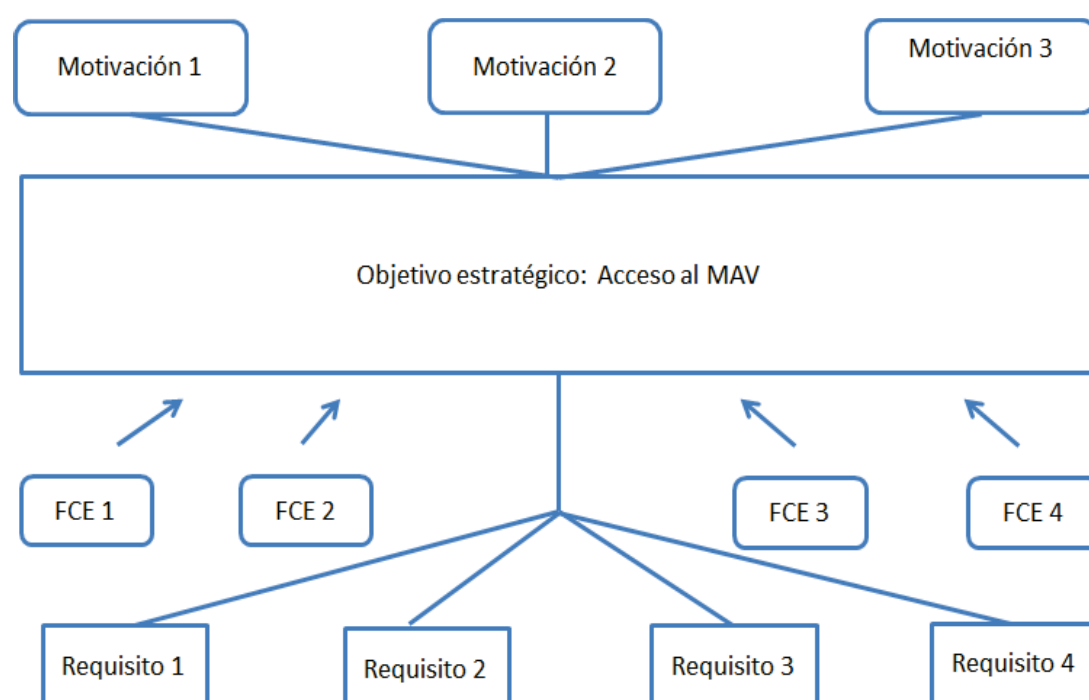 Motivación 1
Motivación 2
Motivación 3
Objetivo estratégico:  Acceso al MAV
FCE 1
FCE 2
FCE 3
FCE 4
Requisito 1
Requisito 2
Requisito 3
Requisito 4